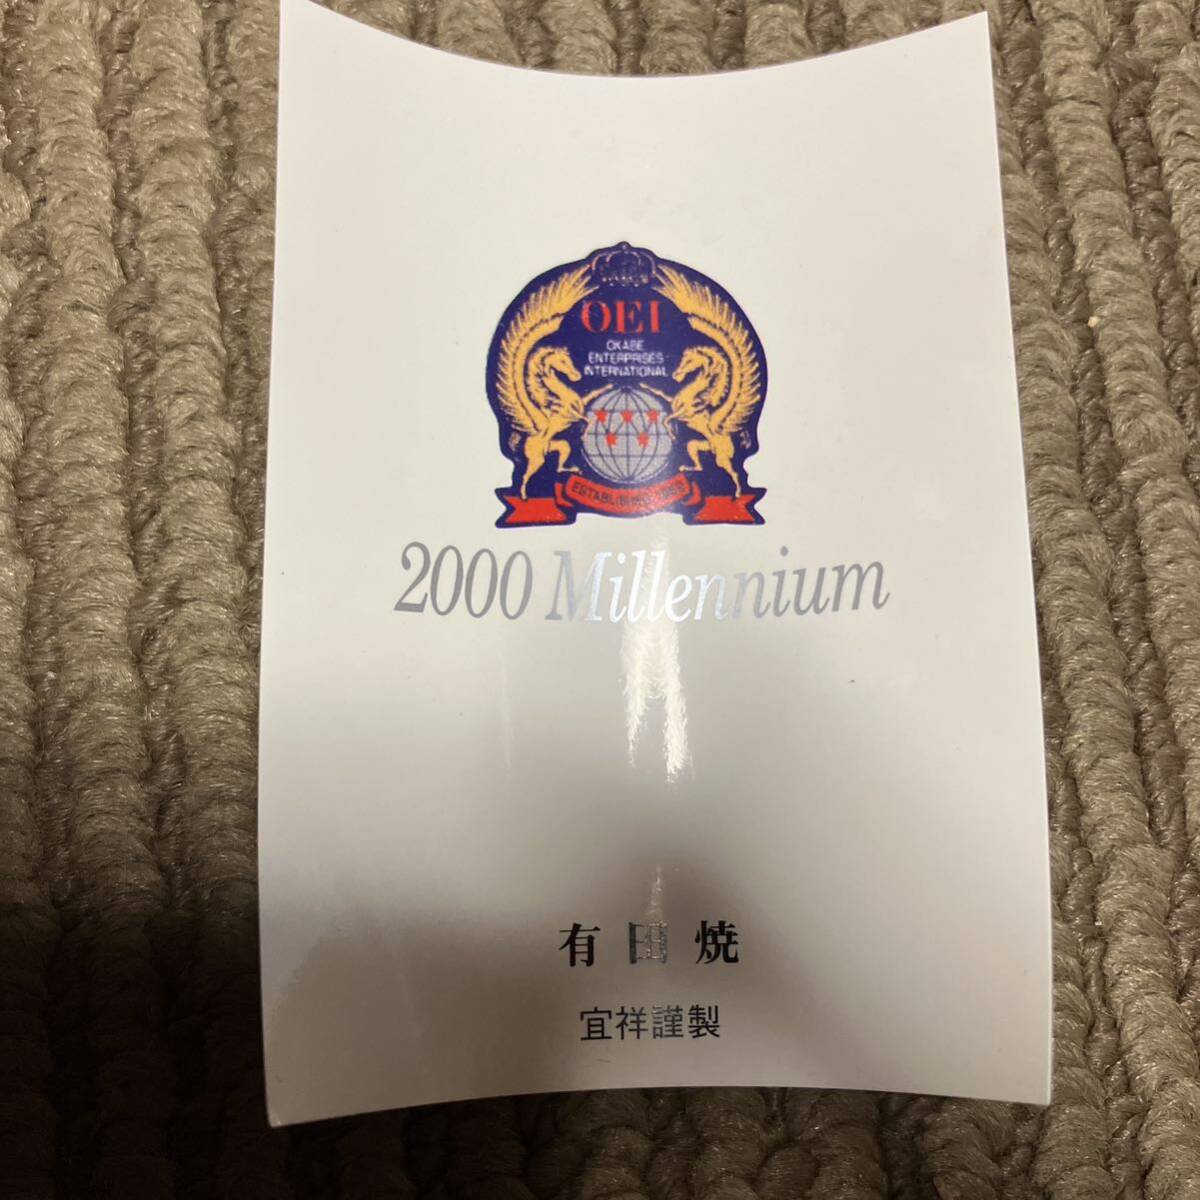 OEI
OKABE
ENTERPRISES
INTERNATIONAL
2000 Millennium
有田焼
宜祥謹製